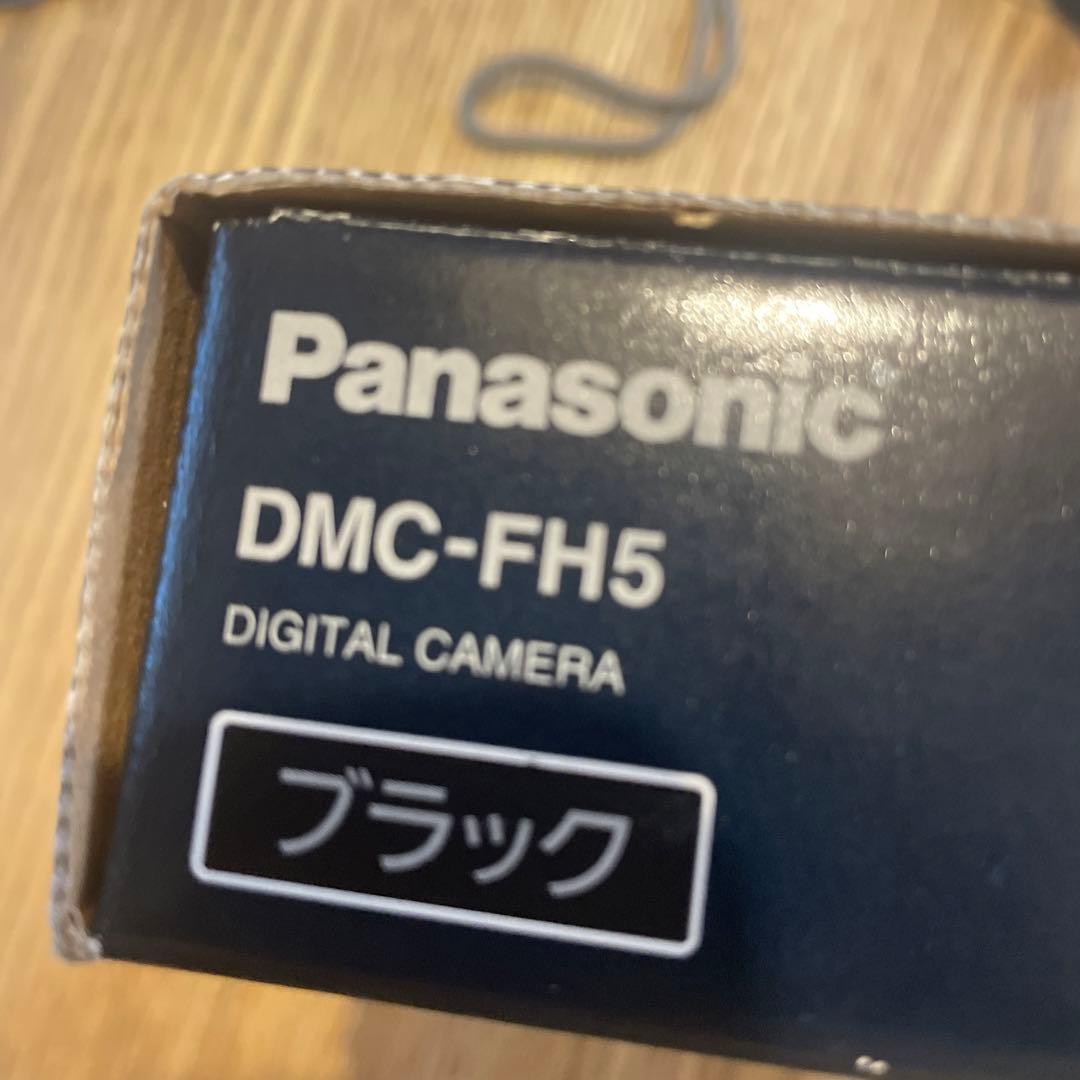 Panasonic
DMC-FH5
DIGITAL CAMERA
ブラック